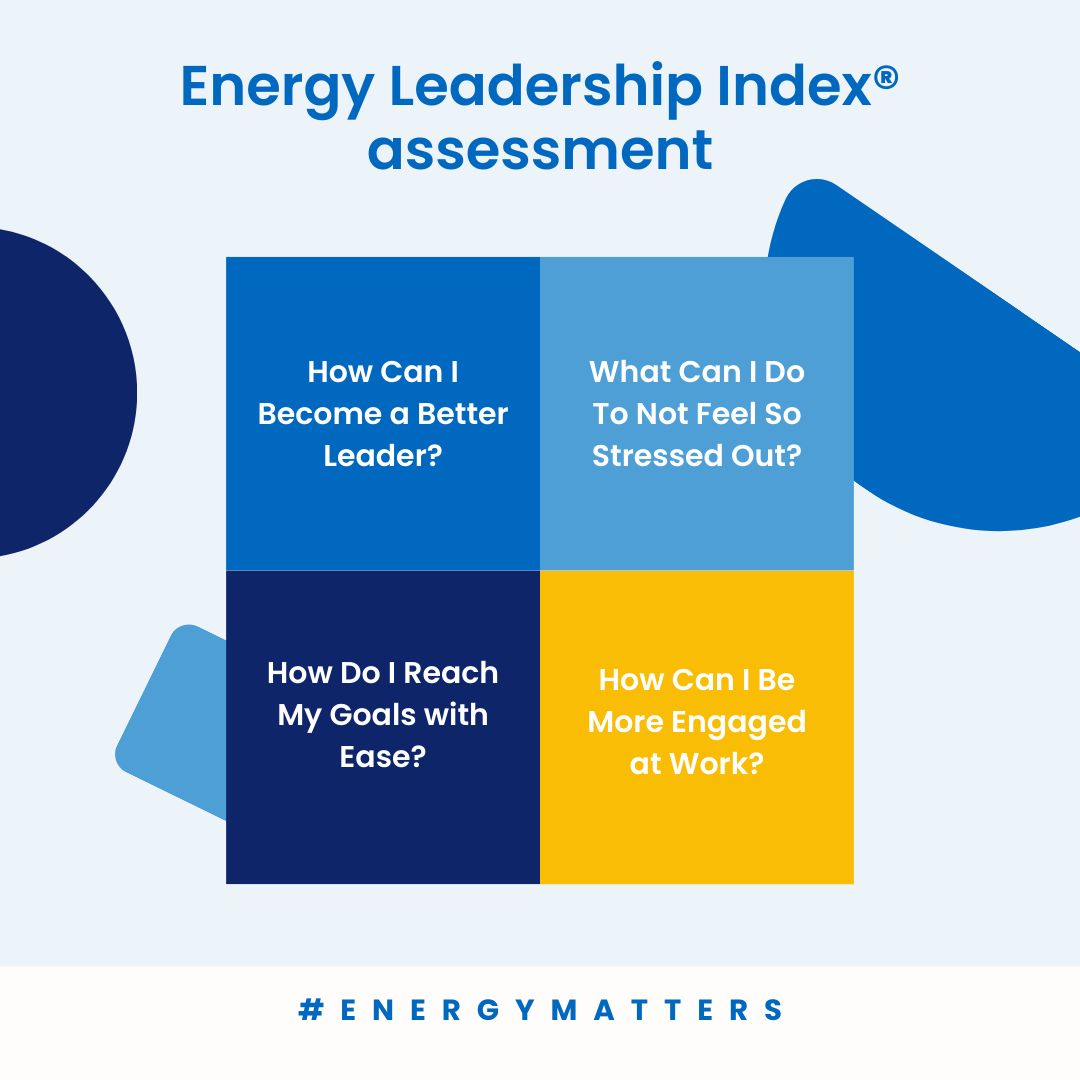 Energy Leadership Index®
assessment
How Can I
Become a Better
Leader?
What Can I Do
To Not Feel So
Stressed Out?
How Do I Reach
My Goals with
Ease?
How Can I Be
More Engaged
at Work?
#ENERGYMATTERS